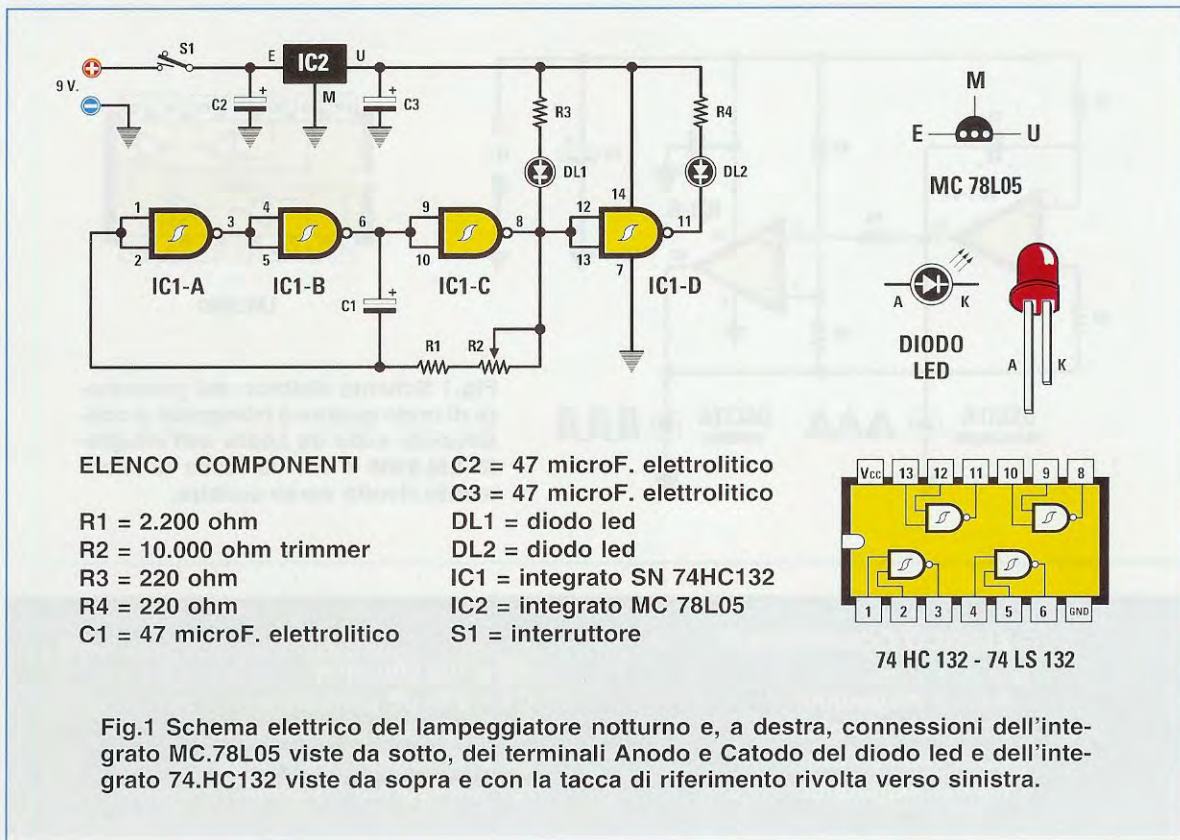 S1
9 V.
E
IC2
U
M
C2
+
C3
+
R3
R4
DL1
DL2
1
2
3
IC1-A
4
5
6
IC1-B
9
10
8
IC1-C
12
13
14
7
11
IC1-D
C1
+
R1
R2
M
E
U
MC 78L05
A
K
DIODO
LED
A
K
ELENCO COMPONENTI
R1 = 2.200 ohm
R2 = 10.000 ohm trimmer
R3 = 220 ohm
R4 = 220 ohm
C1 = 47 microF. elettrolitico
C2 = 47 microF. elettrolitico
C3 = 47 microF. elettrolitico
DL1 = diodo led
DL2 = diodo led
IC1 = integrato SN 74HC132
IC2 = integrato MC 78L05
S1 = interruttore
Vcc 13 12 11 10 9 8
1 2 3 4 5 6 GND
74 HC 132 - 74 LS 132
Fig.1 Schema elettrico del lampeggiatore notturno e, a destra, connessioni dell'inte-
grato MC.78L05 viste da sotto, dei terminali Anodo e Catodo del diodo led e dell'inte-
grato 74.HC132 viste da sopra e con la tacca di riferimento rivolta verso sinistra.